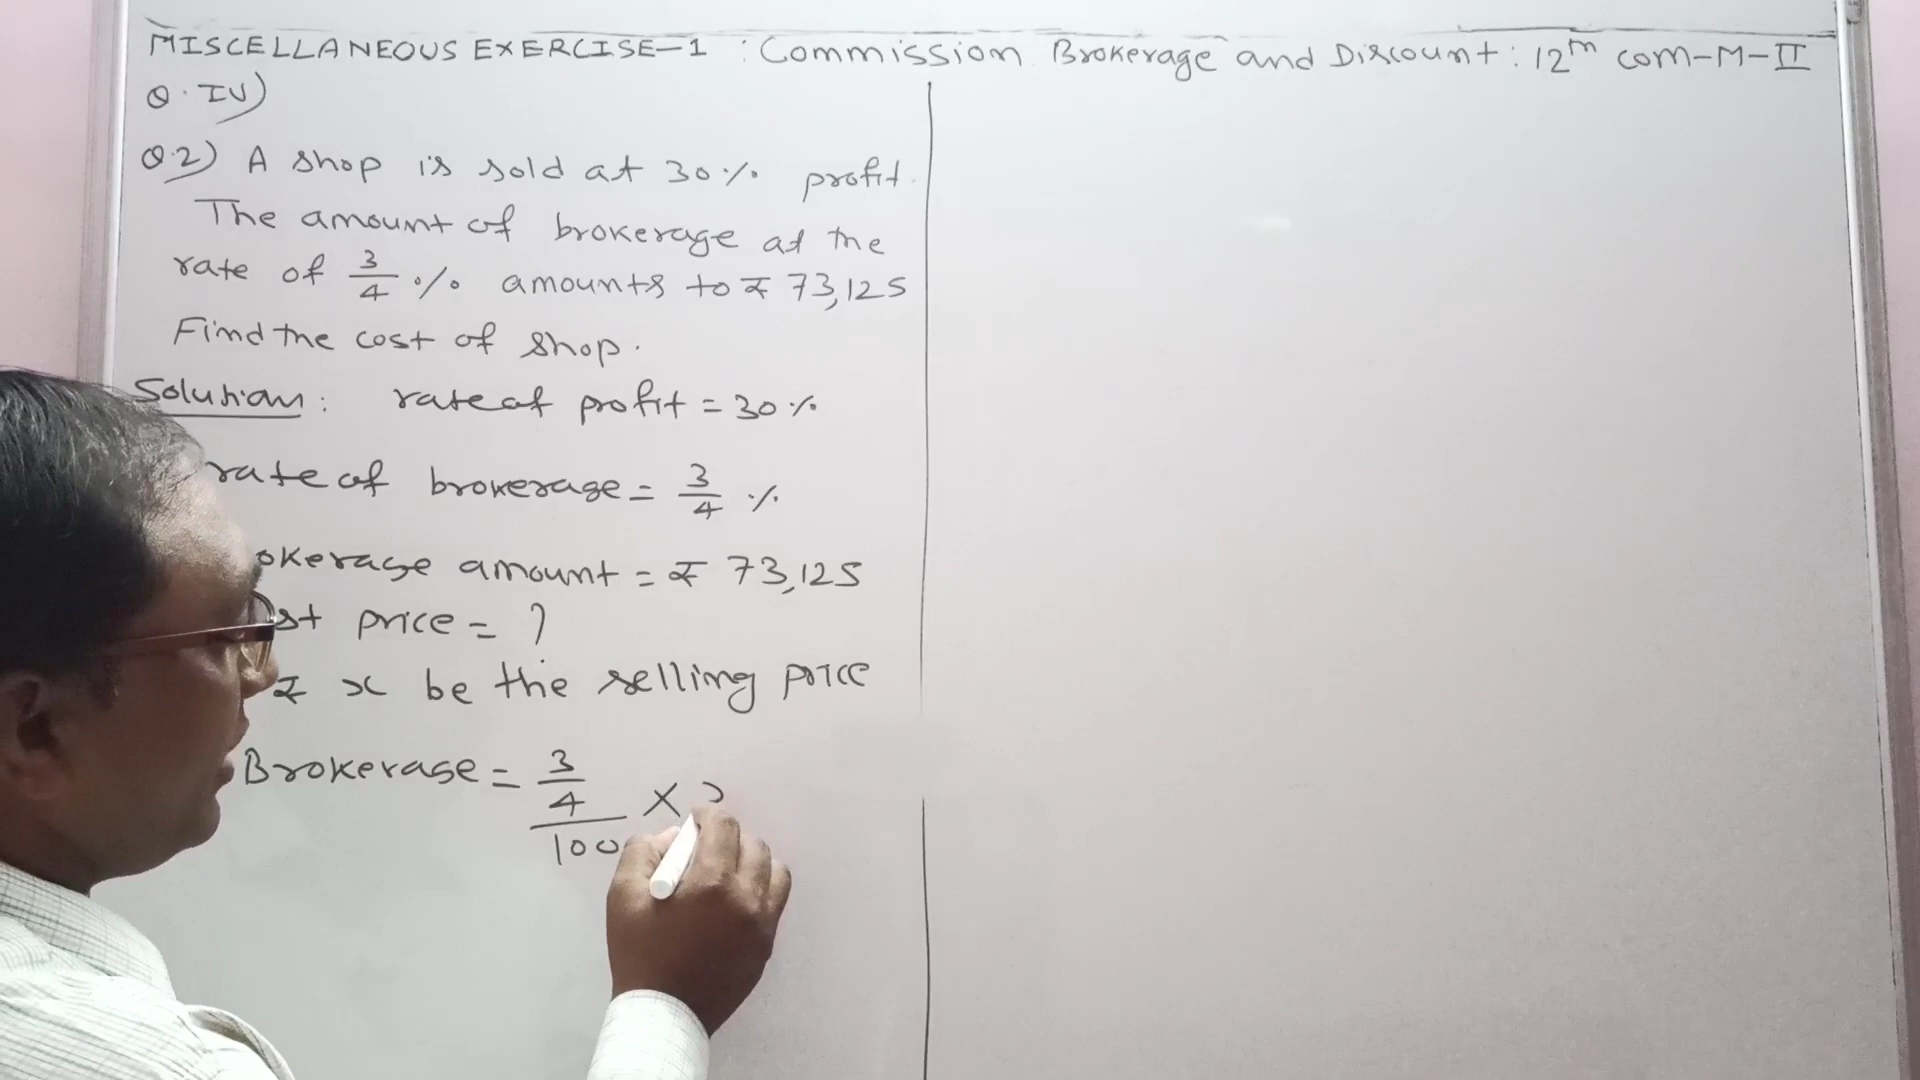 MISCELLANEOUS EXERCISE-1 : Commission Brokerage and Discount : 12th com-M-II
Q. IV)
Q.2) A shop is sold at 30% profit.
The amount of brokerage at the
rate of 3/4 % amounts to ₹ 73,125
Find the cost of shop.
Solution: rate of profit = 30%
rate of brokerage = 3/4 %
okerage amount = ₹ 73,125
st price = ?
₹ x be the selling price
Brokerage = 3/4 / 100 ×